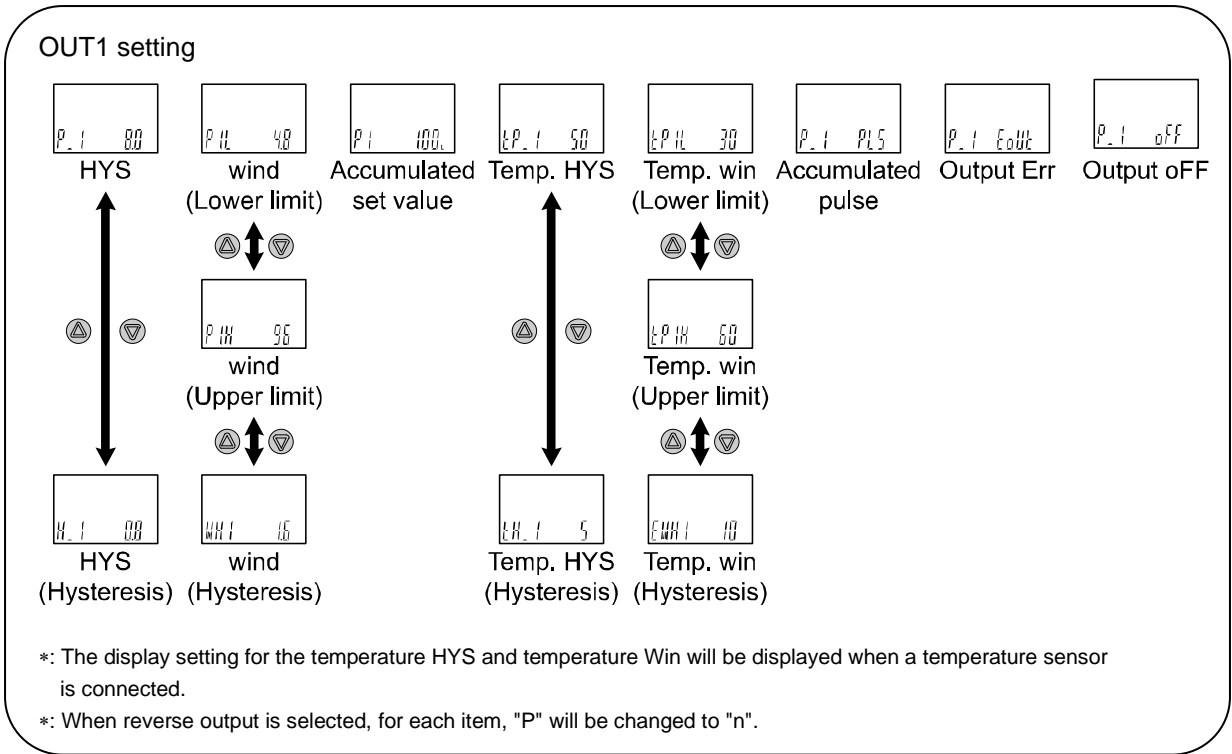 OUT1 setting
P_1 8.0
P1L 4.8
P1 100.
tP_1 50
tP1L 30
P_1 PLS
P_1 EoUt
P_1 oFF
HYS
wind
(Lower limit)
Accumulated
set value
Temp. HYS
Temp. win
(Lower limit)
Accumulated
pulse
Output Err
Output oFF
P1H 9.6
tP1H 60
wind
(Upper limit)
Temp. win
(Upper limit)
H_1 0.8
WH1 1.6
tH_1 5
tWH1 10
HYS
(Hysteresis)
wind
(Hysteresis)
Temp. HYS
(Hysteresis)
Temp. win
(Hysteresis)
∗: The display setting for the temperature HYS and temperature Win will be displayed when a temperature sensor
is connected.
∗: When reverse output is selected, for each item, "P" will be changed to "n".